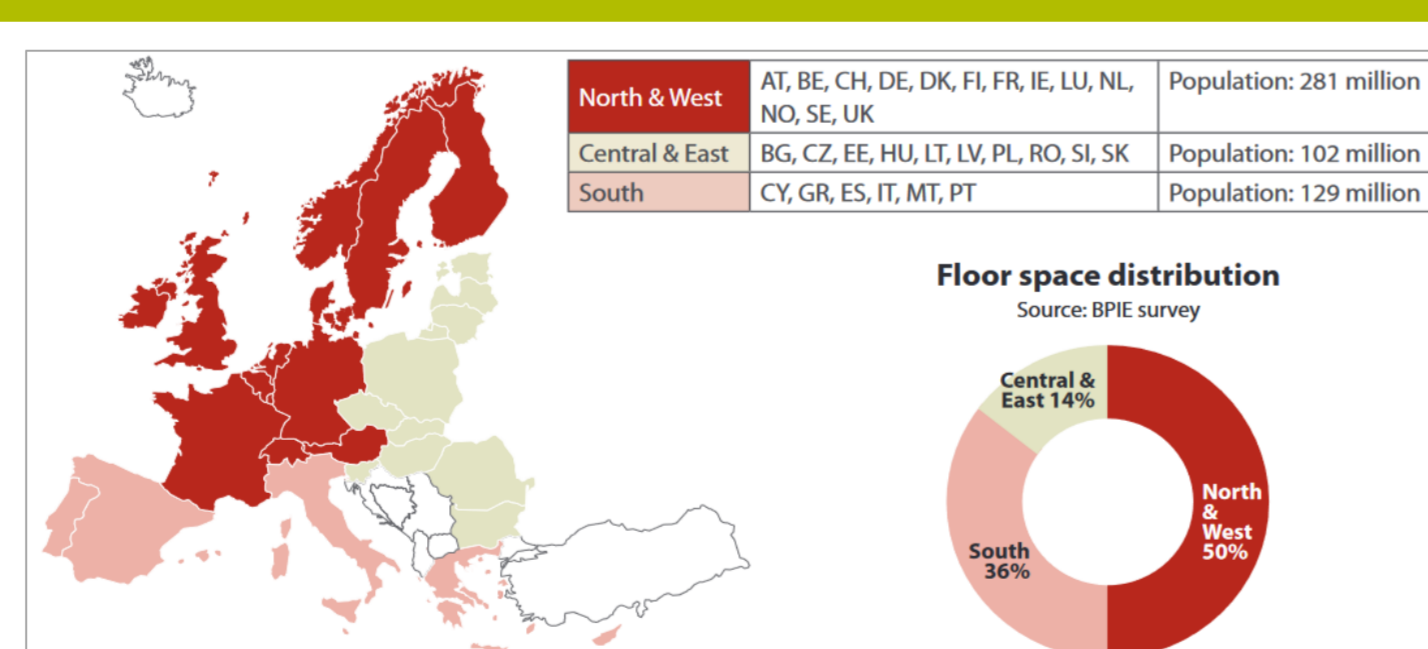 North & West
AT, BE, CH, DE, DK, FI, FR, IE, LU, NL,
NO, SE, UK
Population: 281 million
Central & East
BG, CZ, EE, HU, LT, LV, PL, RO, SI, SK
Population: 102 million
South
CY, GR, ES, IT, MT, PT
Population: 129 million
Floor space distribution
Source: BPIE survey
Central &
East 14%
North
&
West
50%
South
36%